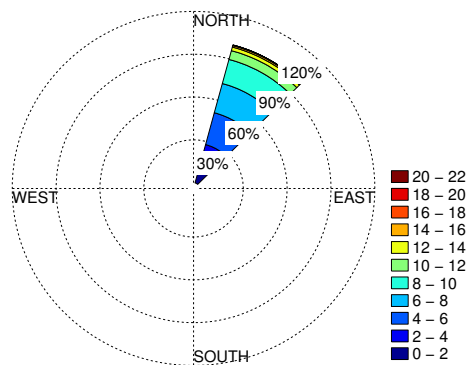 NORTH
120%
90%
60%
30%
WEST
EAST
SOUTH
20 – 22
18 – 20
16 – 18
14 – 16
12 – 14
10 – 12
8 – 10
6 – 8
4 – 6
2 – 4
0 – 2